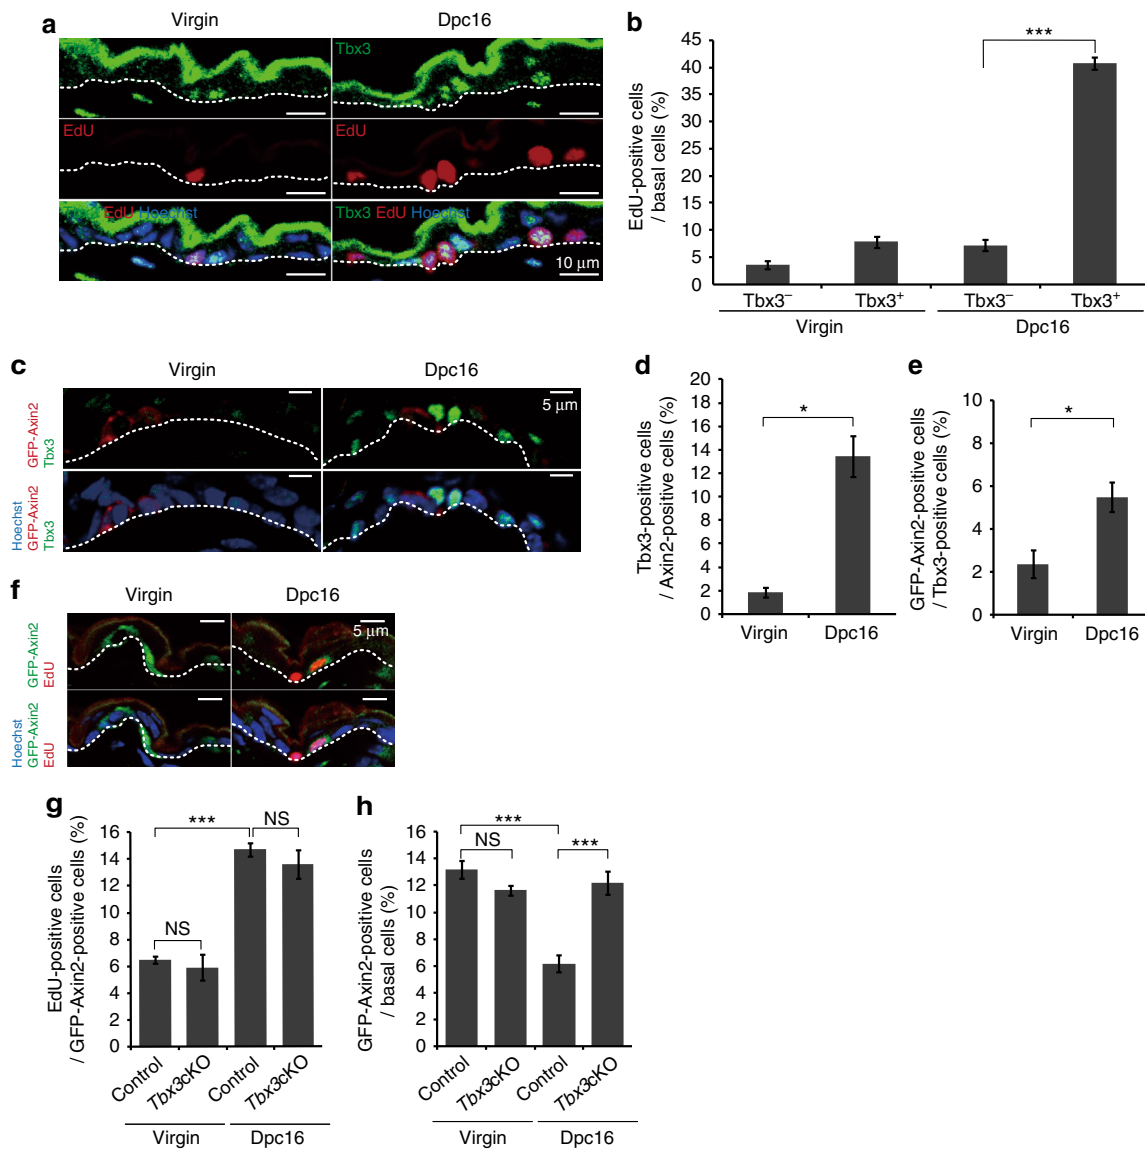 a
Virgin
Dpc16
Tbx3
EdU
EdU
EdU Hoechst
Tbx3 EdU Hoechst
10 μm
b
***
EdU-positive cells
/ basal cells (%)
45
40
35
30
25
20
15
10
5
0
Tbx3–
Tbx3+
Tbx3–
Tbx3+
Virgin
Dpc16
c
Virgin
Dpc16
GFP-Axin2
Tbx3
5 μm
Hoechst
GFP-Axin2
Tbx3
d
Tbx3-positive cells
/ Axin2-positive cells (%)
20
18
16
14
12
10
8
6
4
2
0
*
Virgin
Dpc16
e
GFP-Axin2-positive cells
/ Tbx3-positive cells (%)
10
8
6
4
2
0
*
Virgin
Dpc16
f
Virgin
Dpc16
GFP-Axin2
EdU
5 μm
Hoechst
GFP-Axin2
EdU
g
EdU-positive cells
/ GFP-Axin2-positive cells (%)
16
14
12
10
8
6
4
2
0
***
NS
NS
Control
Tbx3cKO
Control
Tbx3cKO
Virgin
Dpc16
h
GFP-Axin2-positive cells
/ basal cells (%)
16
14
12
10
8
6
4
2
0
***
NS
***
Control
Tbx3cKO
Control
Tbx3cKO
Virgin
Dpc16